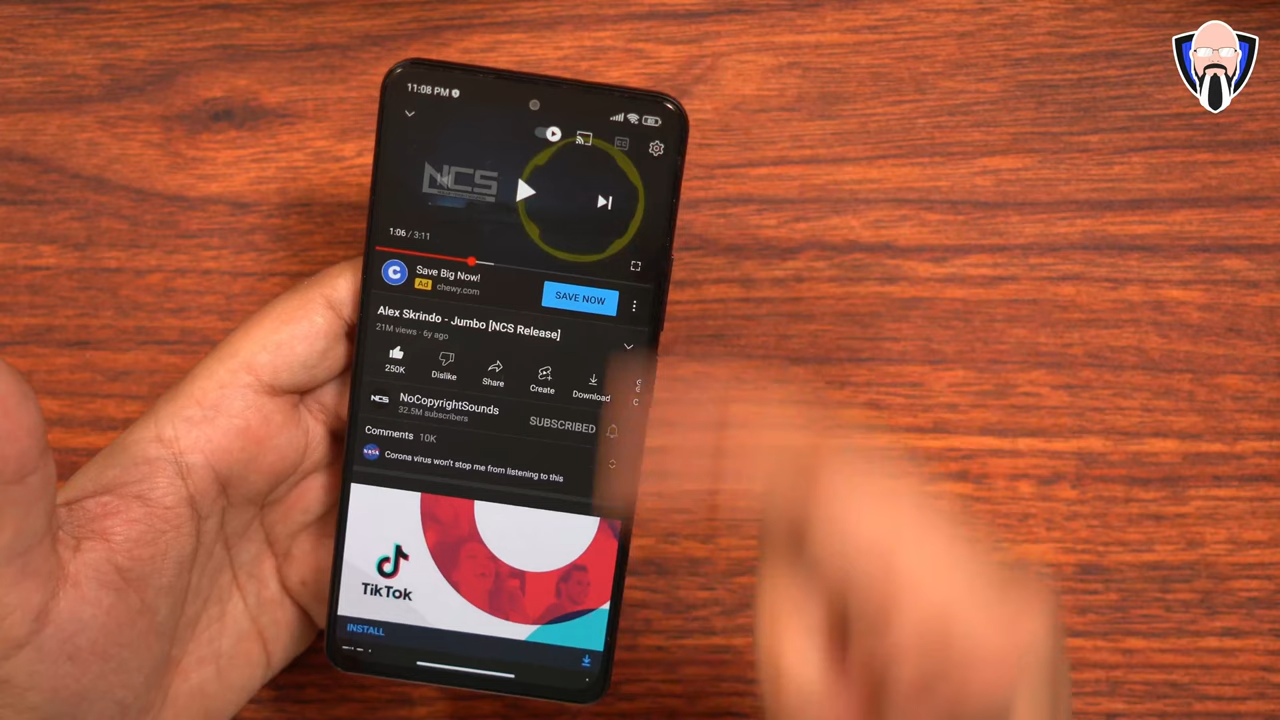 11:08 PM
CC
NCS
1:06 / 3:11
Save Big Now!
Ad chewy.com
SAVE NOW
Alex Skrindo - Jumbo [NCS Release]
21M views · 6y ago
250K
Dislike
Share
Create
Download
NCS
NoCopyrightSounds
32.5M subscribers
SUBSCRIBED
Comments 10K
NASA
Corona virus won't stop me from listening to this
TikTok
INSTALL